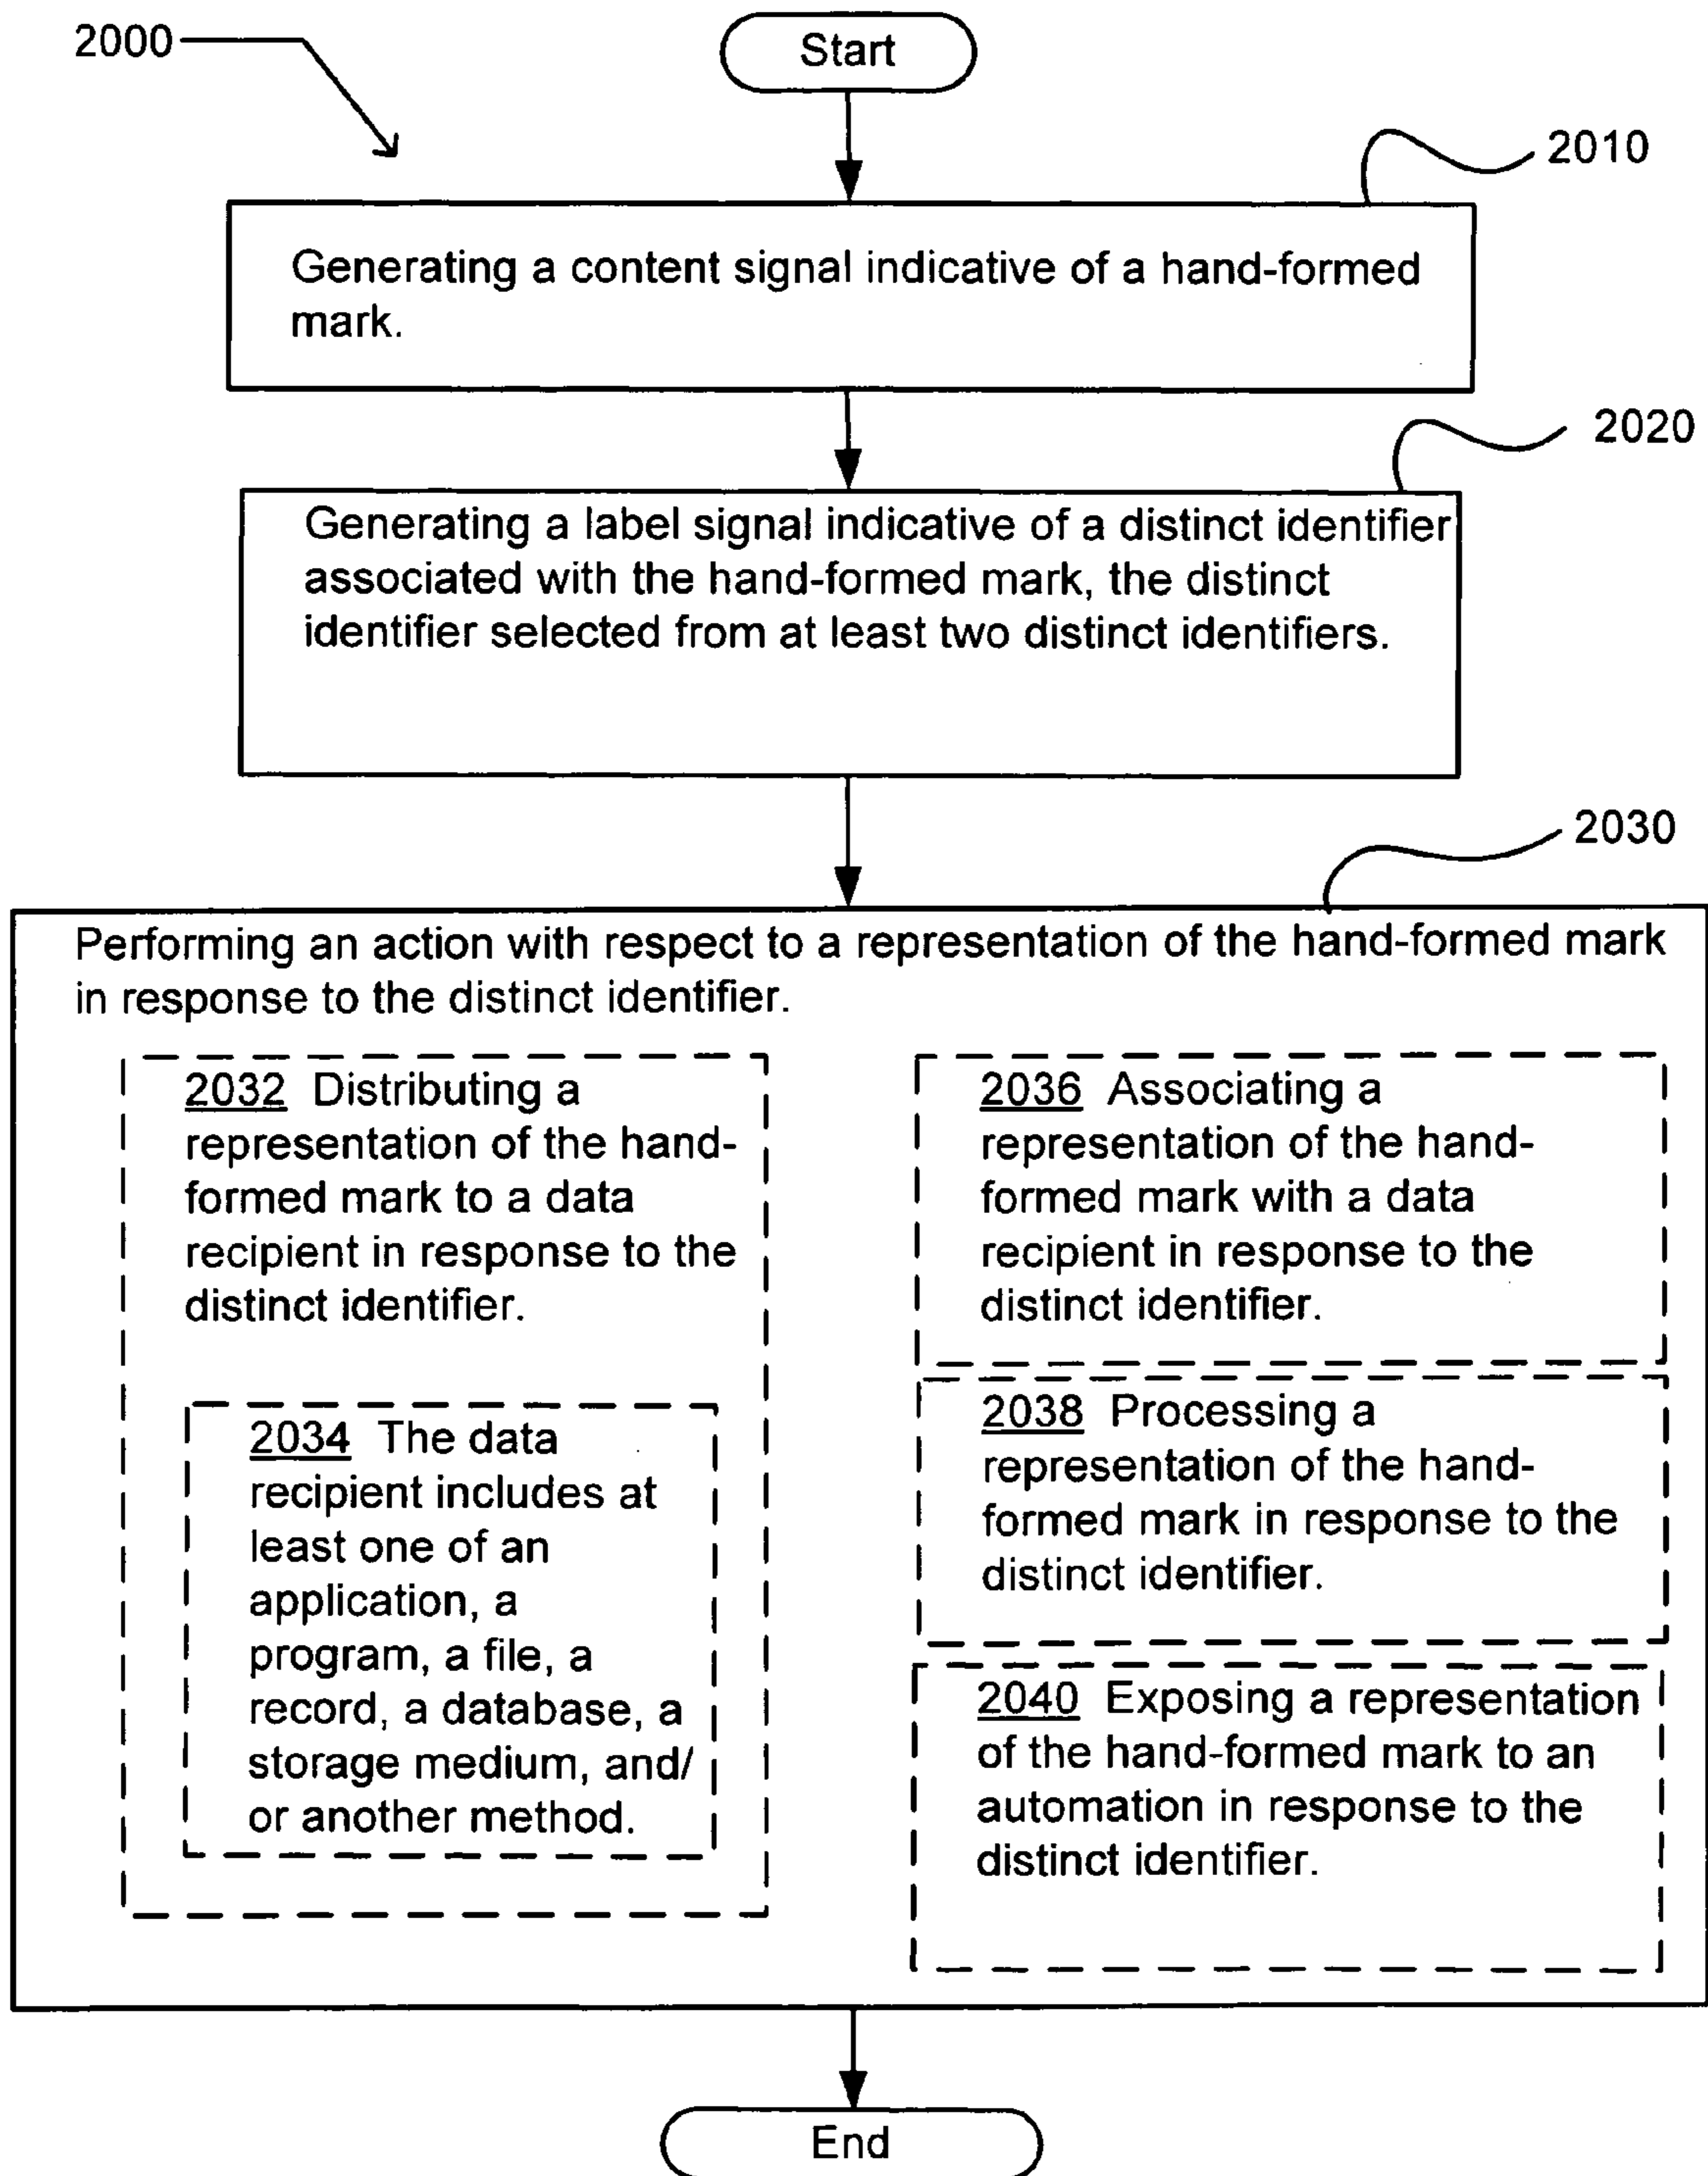 2000
Start
2010
Generating a content signal indicative of a hand-formed
mark.
2020
Generating a label signal indicative of a distinct identifier
associated with the hand-formed mark, the distinct
identifier selected from at least two distinct identifiers.
2030
Performing an action with respect to a representation of the hand-formed mark
in response to the distinct identifier.
2032 Distributing a
representation of the hand-
formed mark to a data
recipient in response to the
distinct identifier.
2034 The data
recipient includes at
least one of an
application, a
program, a file, a
record, a database, a
storage medium, and/
or another method.
2036 Associating a
representation of the hand-
formed mark with a data
recipient in response to the
distinct identifier.
2038 Processing a
representation of the hand-
formed mark in response to the
distinct identifier.
2040 Exposing a representation
of the hand-formed mark to an
automation in response to the
distinct identifier.
End